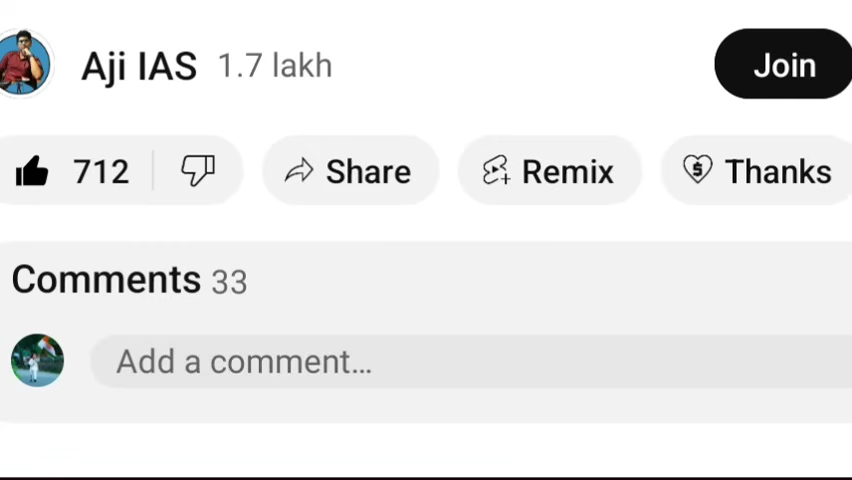 Aji IAS 1.7 lakh Join
712 Share Remix Thanks
Comments 33
Add a comment...